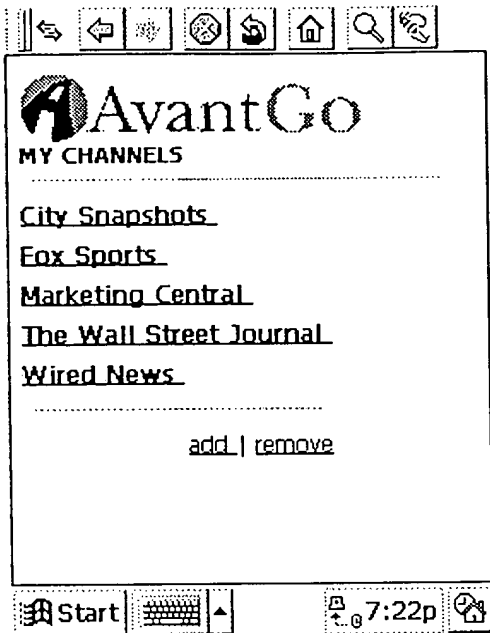 AvantGo
MY CHANNELS
City Snapshots
Fox Sports
Marketing Central
The Wall Street Journal
Wired News
add | remove
Start 7:22p